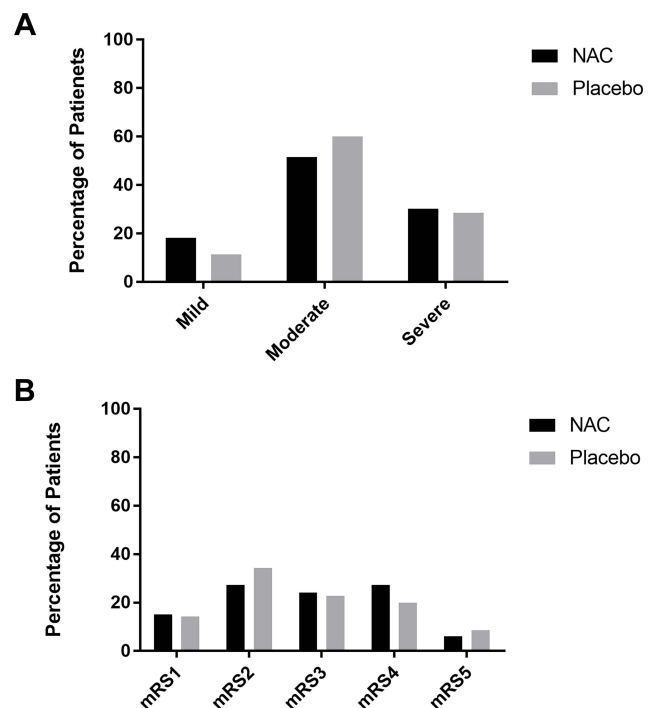 A
Percentage of Patienets
100
80
60
40
20
0
Mild
Moderate
Severe
NAC
Placebo
B
Percentage of Patients
100
80
60
40
20
0
mRS1
mRS2
mRS3
mRS4
mRS5
NAC
Placebo